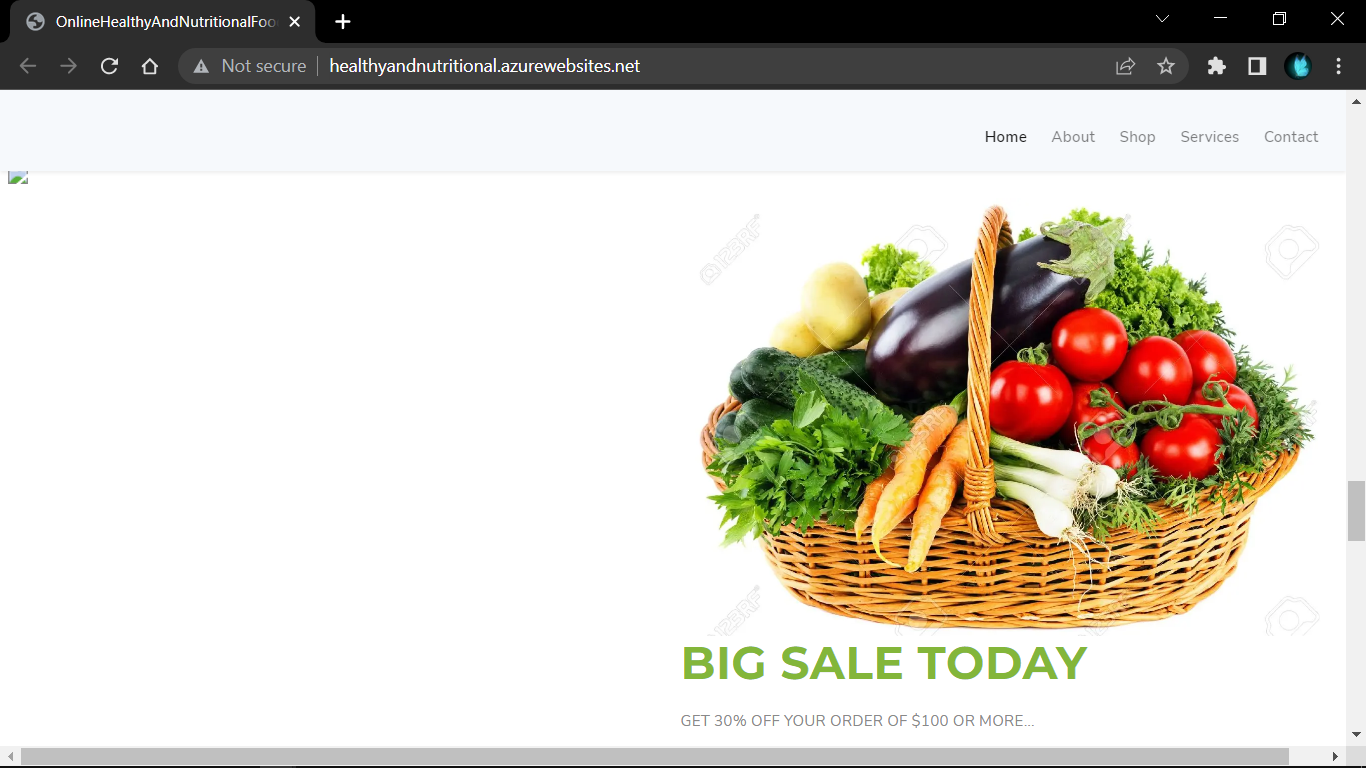 OnlineHealthyAndNutritionalFoo
Not secure
healthyandnutritional.azurewebsites.net
Home About Shop Services Contact
123RF
123RF
BIG SALE TODAY
GET 30% OFF YOUR ORDER OF $100 OR MORE...